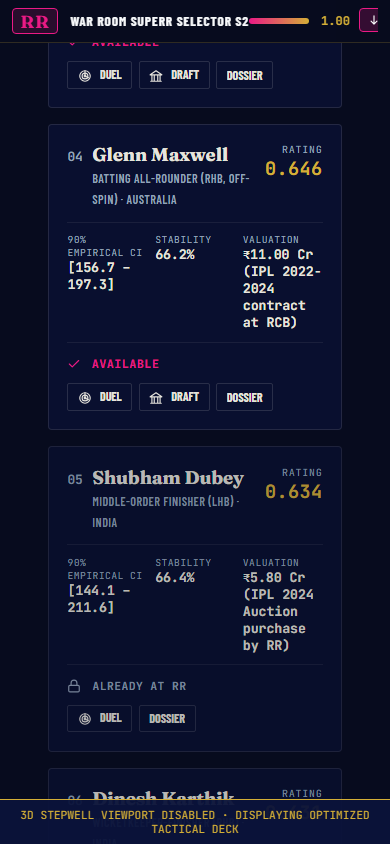 RR WAR ROOM SUPERR SELECTOR S2 1.00 ↓
AVAILABLE
DUEL DRAFT DOSSIER
04 Glenn Maxwell RATING
0.646
BATTING ALL-ROUNDER (RHB, OFF-
SPIN) · AUSTRALIA
90% STABILITY VALUATION
EMPIRICAL CI 66.2% ₹11.00 Cr
[156.7 – (IPL 2022-
197.3] 2024
contract
at RCB)
AVAILABLE
DUEL DRAFT DOSSIER
05 Shubham Dubey RATING
0.634
MIDDLE-ORDER FINISHER (LHB) ·
INDIA
90% STABILITY VALUATION
EMPIRICAL CI 66.4% ₹5.80 Cr
[144.1 – (IPL 2024
211.6] Auction
purchase
by RR)
ALREADY AT RR
DUEL DOSSIER
Dinesh Karthik RATING
3D STEPWELL VIEWPORT DISABLED · DISPLAYING OPTIMIZED
TACTICAL DECK